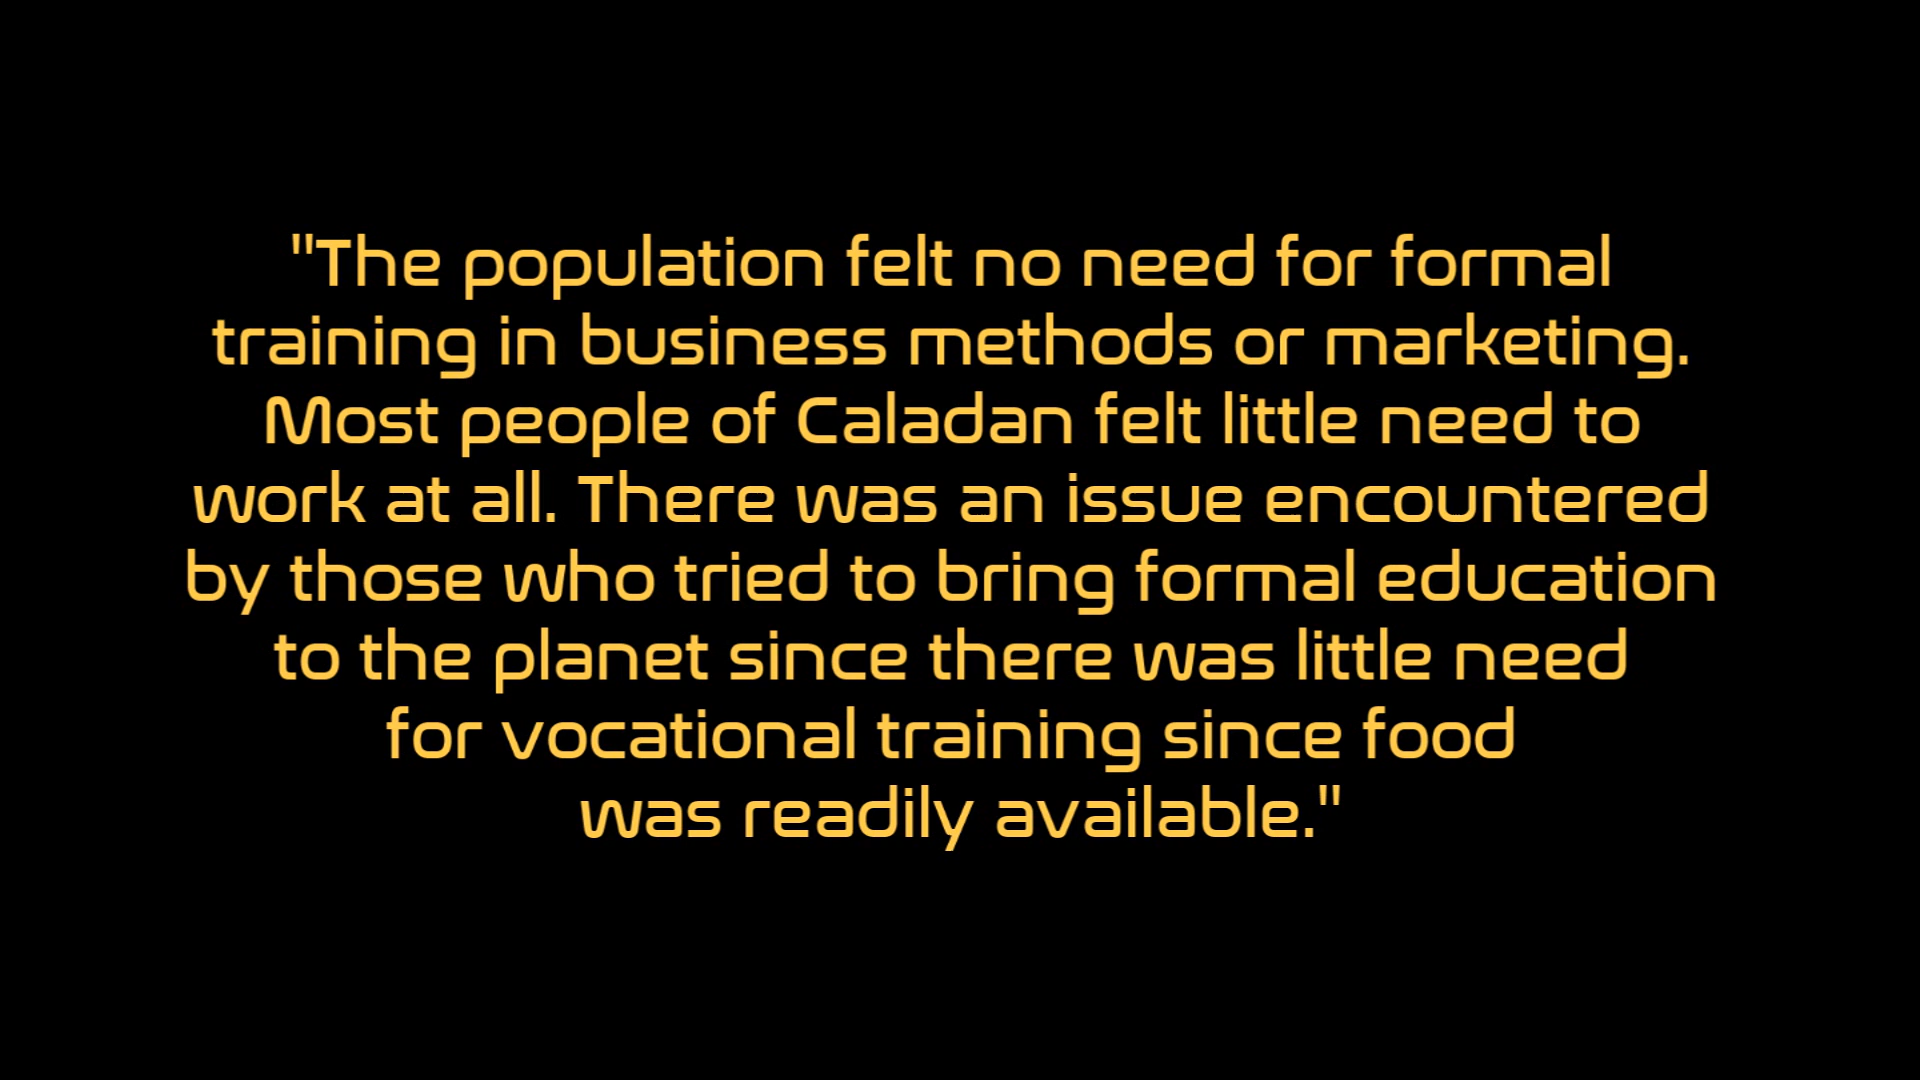 "The population felt no need for formal
training in business methods or marketing.
Most people of Caladan felt little need to
work at all. There was an issue encountered
by those who tried to bring formal education
to the planet since there was little need
for vocational training since food
was readily available."